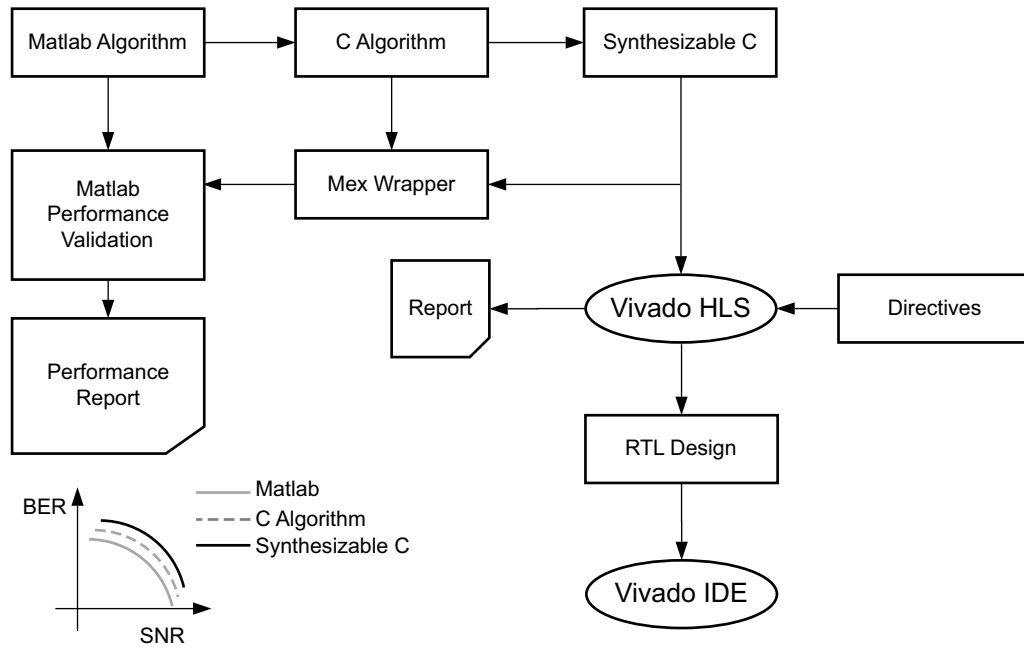 Matlab Algorithm
C Algorithm
Synthesizable C
Matlab
Performance
Validation
Mex Wrapper
Report
Vivado HLS
Directives
Performance
Report
RTL Design
BER
SNR
Matlab
C Algorithm
Synthesizable C
Vivado IDE